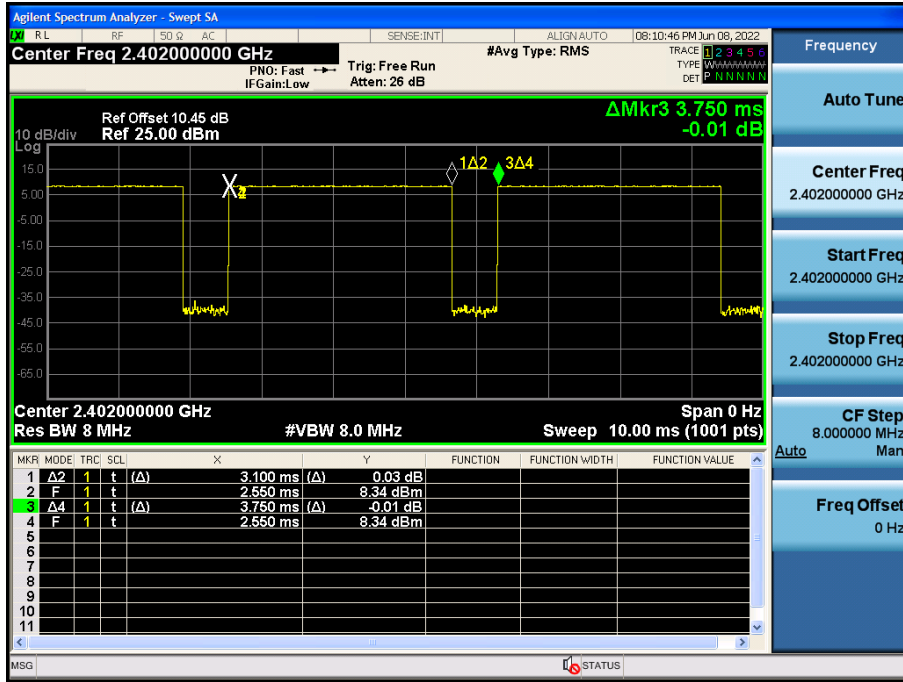 Agilent Spectrum Analyzer - Swept SA
LXI RL RF 50 Ω AC SENSE:INT ALIGN AUTO 08:10:46 PM Jun 08, 2022
Center Freq 2.402000000 GHz #Avg Type: RMS TRACE 1 2 3 4 5 6
PNO: Fast Trig: Free Run TYPE WWWWWW
IFGain:Low Atten: 26 dB DET P N N N N N
Ref Offset 10.45 dB ΔMkr3 3.750 ms
10 dB/div Ref 25.00 dBm -0.01 dB
Log
15.0
1Δ2 3Δ4
5.00
-5.00
-15.0
-25.0
-35.0
-45.0
-55.0
-65.0
Center 2.402000000 GHz Span 0 Hz
Res BW 8 MHz #VBW 8.0 MHz Sweep 10.00 ms (1001 pts)
MKR MODE TRC SCL X Y FUNCTION FUNCTION WIDTH FUNCTION VALUE
1 Δ2 1 t (Δ) 3.100 ms (Δ) 0.03 dB
2 F 1 t 2.550 ms 8.34 dBm
3 Δ4 1 t (Δ) 3.750 ms (Δ) -0.01 dB
4 F 1 t 2.550 ms 8.34 dBm
5
6
7
8
9
10
11
MSG STATUS
Frequency
Auto Tune
Center Freq
2.402000000 GHz
Start Freq
2.402000000 GHz
Stop Freq
2.402000000 GHz
CF Step
8.000000 MHz
Auto Man
Freq Offset
0 Hz